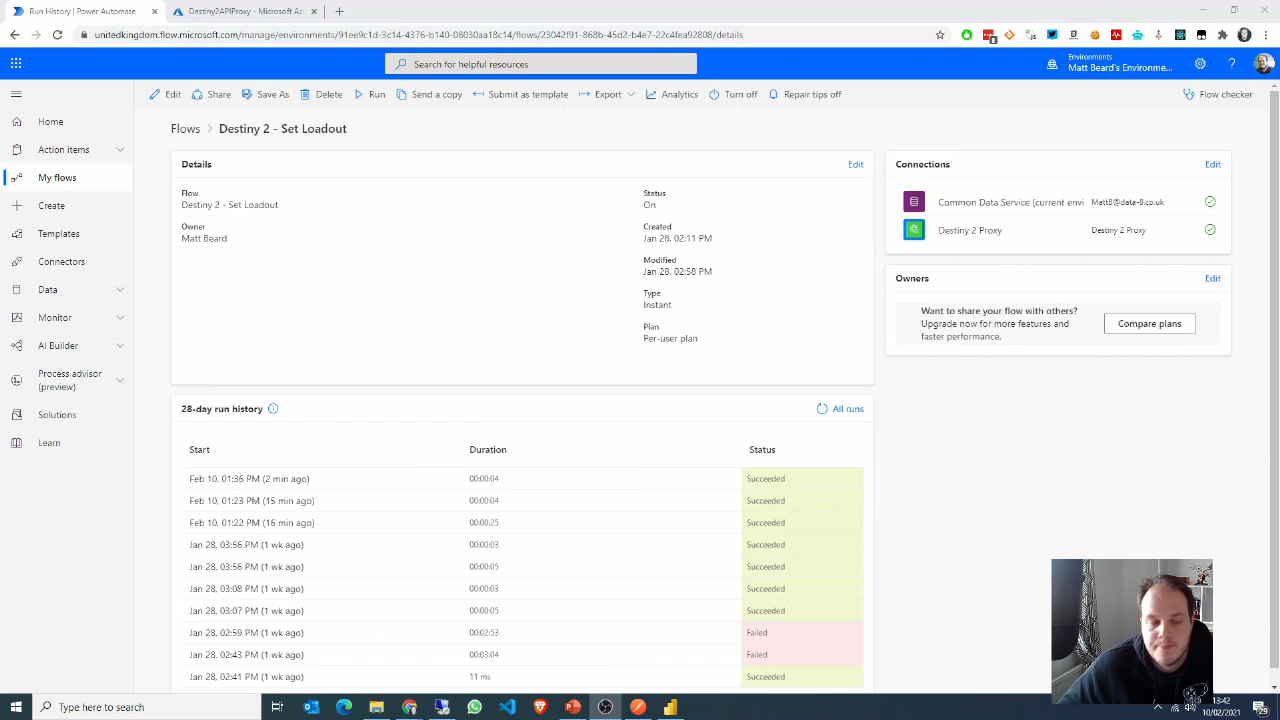 Run History | Power Automate
Destiny2APIProxy - Microsoft Az
unitedkingdom.flow.microsoft.com/manage/environments/91ee9c1d-3c14-4376-b140-08030aa18c14/flows/23042f91-868b-45d2-b4e7-22c4fea92808/details
Search for helpful resources
Environments
Matt Beard's Environme...
Edit
Share
Save As
Delete
Run
Send a copy
Submit as template
Export
Analytics
Turn off
Repair tips off
Flow checker
Home
Action items
My flows
Create
Templates
Connectors
Data
Monitor
AI Builder
Process advisor
(preview)
Solutions
Learn
Flows > Destiny 2 - Set Loadout
Details
Edit
Flow
Destiny 2 - Set Loadout
Owner
Matt Beard
Status
On
Created
Jan 28, 02:11 PM
Modified
Jan 28, 02:58 PM
Type
Instant
Plan
Per-user plan
Connections
Edit
Common Data Service (current envi
MattB@data-8.co.uk
Destiny 2 Proxy
Destiny 2 Proxy
Owners
Edit
Want to share your flow with others?
Upgrade now for more features and
faster performance.
Compare plans
28-day run history
All runs
Start Duration Status
Feb 10, 01:36 PM (2 min ago) 00:00:04 Succeeded
Feb 10, 01:23 PM (15 min ago) 00:00:04 Succeeded
Feb 10, 01:22 PM (16 min ago) 00:00:25 Succeeded
Jan 28, 03:56 PM (1 wk ago) 00:00:03 Succeeded
Jan 28, 03:56 PM (1 wk ago) 00:00:05 Succeeded
Jan 28, 03:08 PM (1 wk ago) 00:00:03 Succeeded
Jan 28, 03:07 PM (1 wk ago) 00:00:05 Succeeded
Jan 28, 02:59 PM (1 wk ago) 00:02:53 Failed
Jan 28, 02:43 PM (1 wk ago) 00:03:04 Failed
Jan 28, 02:41 PM (1 wk ago) 11 ms Succeeded
Type here to search
13:42
10/02/2021